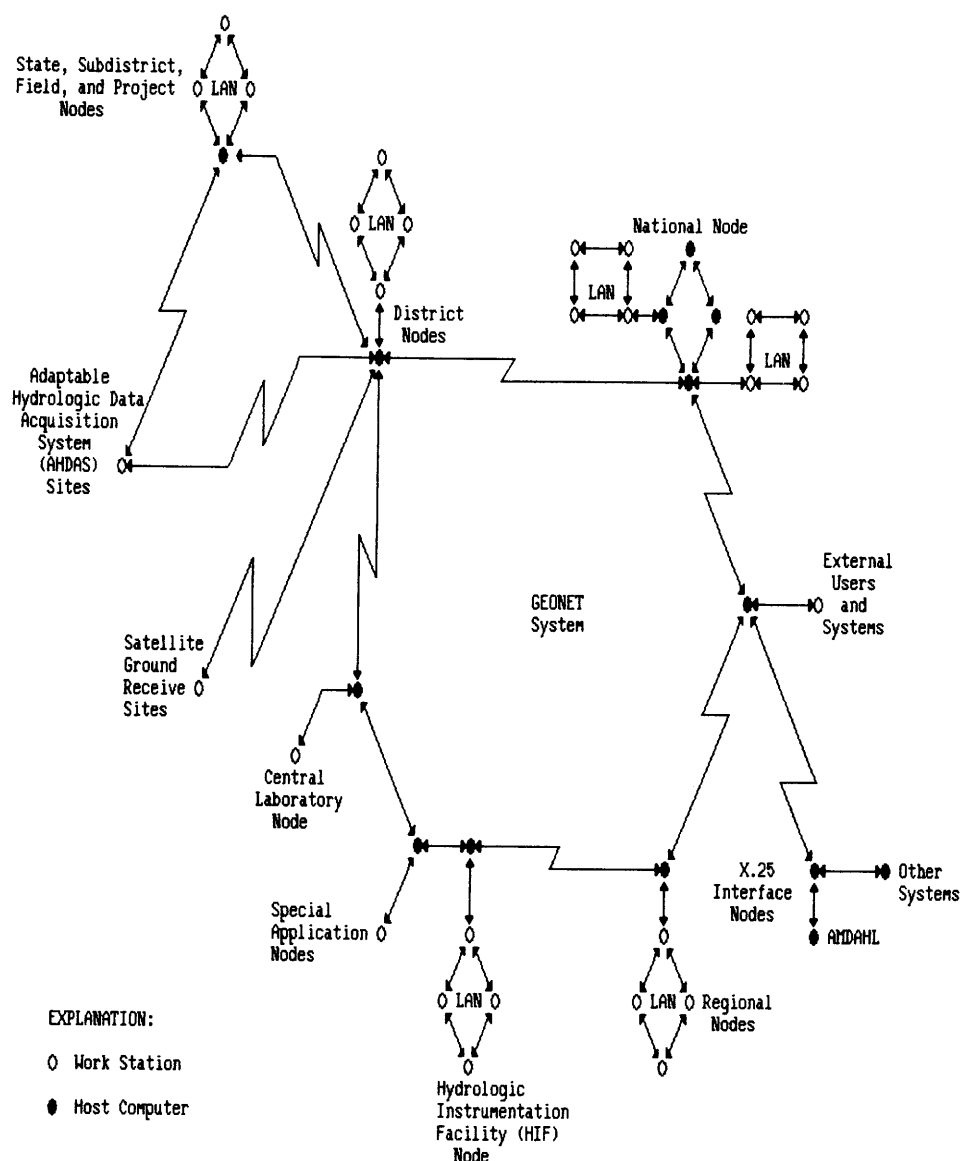 State, Subdistrict,
Field, and Project
Nodes
LAN
LAN
District
Nodes
National Node
LAN
LAN
Adaptable
Hydrologic Data
Acquisition
System
(AHDAS)
Sites
GEONET
System
External
Users
and
Systems
Satellite
Ground
Receive
Sites
Central
Laboratory
Node
Special
Application
Nodes
X.25
Interface
Nodes
Other
Systems
AMDAHL
LAN
LAN
Regional
Nodes
Hydrologic
Instrumentation
Facility (HIF)
Node
EXPLANATION:
Work Station
Host Computer